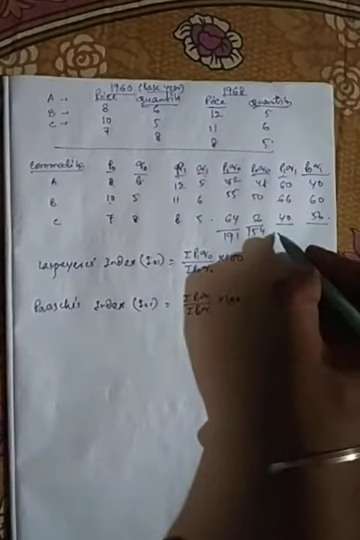 1960 (base year) 1968
A → Price Quantity Price Quantity
B → 8 6 12 5
C → 10 5 11 6
7 8 8 5
Commodity P₀ q₀ P₁ q₁ P₁q₀ P₀q₀ P₁q₁ P₀q₁
A 8 6 12 5 72 48 60 40
B 10 5 11 6 55 50 66 60
C 7 8 8 5 64 56 40 35
191 154
Laspeyere's Index (I₀₁) = ΣP₁q₀ / ΣP₀q₀ ×100
Paasche's Index (I₀₁) = ΣP₁q₁ / ΣP₀q₁ ×100